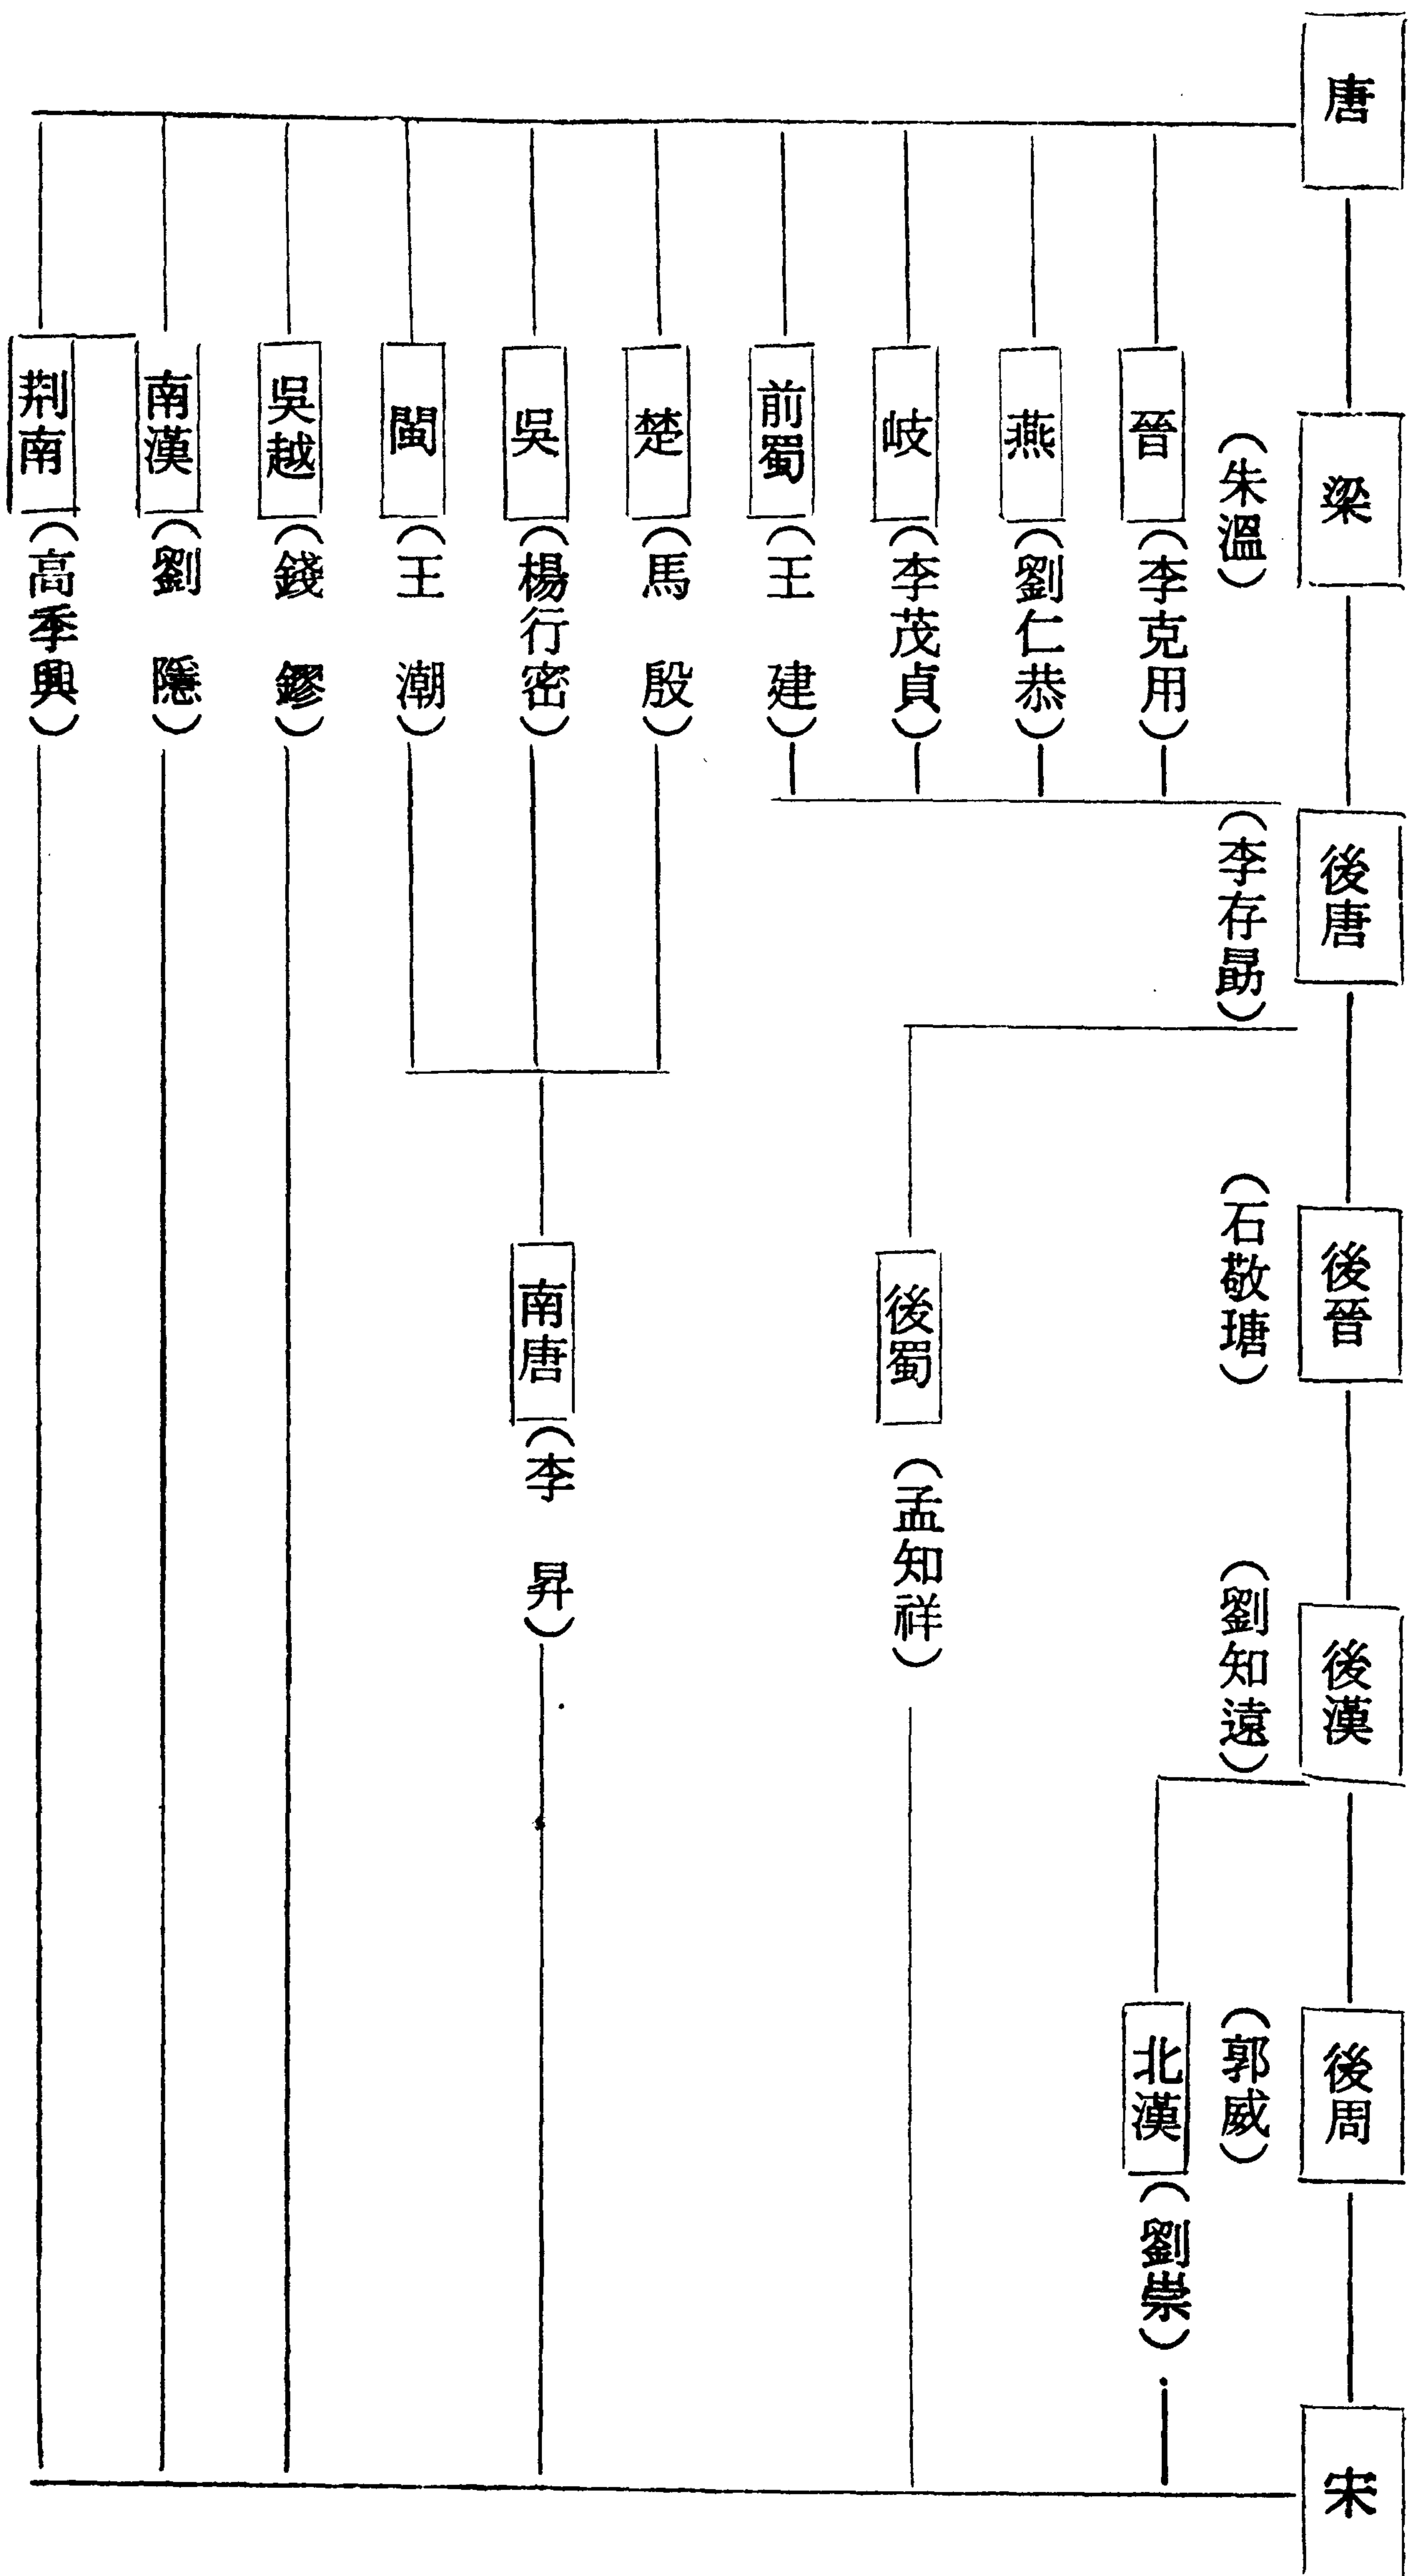 唐
梁
(朱溫)
後唐
(李存勗)
後晉
(石敬瑭)
後漢
(劉知遠)
後周
(郭威)
宋
晉(李克用)
北漢(劉崇)
燕(劉仁恭)
岐(李茂貞)
後蜀(孟知祥)
前蜀(王建)
楚(馬殷)
吳(楊行密)
南唐(李昇)
閩(王潮)
吳越(錢鏐)
南漢(劉隱)
荆南(高季興)